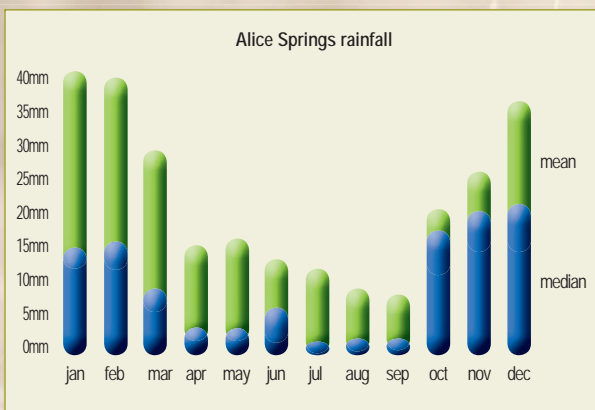 Alice Springs rainfall
40mm
35mm
30mm
25mm
20mm
15mm
10mm
5mm
0mm
mean
median
jan feb mar apr may jun jul aug sep oct nov dec